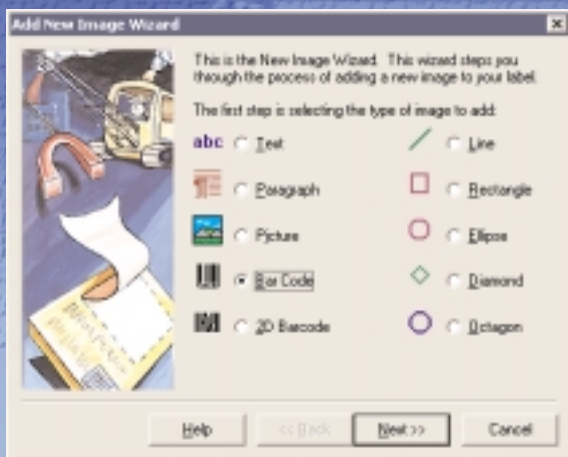 Add New Image Wizard
This is the New Image Wizard. This wizard steps you
through the process of adding a new image to your label.
The first step is selecting the type of image to add:
abc Text
Line
Paragraph
Rectangle
Picture
Ellipse
Bar Code
Diamond
2D Barcode
Octagon
Help
<< Back
Next >>
Cancel